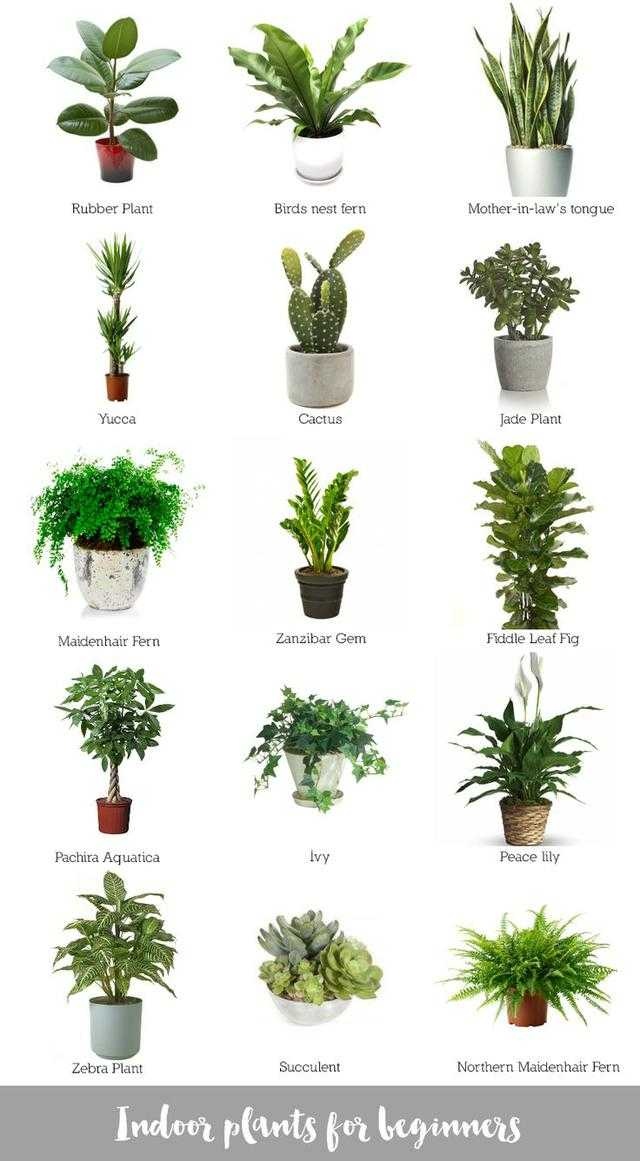 Rubber Plant
Birds nest fern
Mother-in-law's tongue
Yucca
Cactus
Jade Plant
Maidenhair Fern
Zanzibar Gem
Fiddle Leaf Fig
Pachira Aquatica
Ivy
Peace lily
Zebra Plant
Succulent
Northern Maidenhair Fern
Indoor plants for beginners